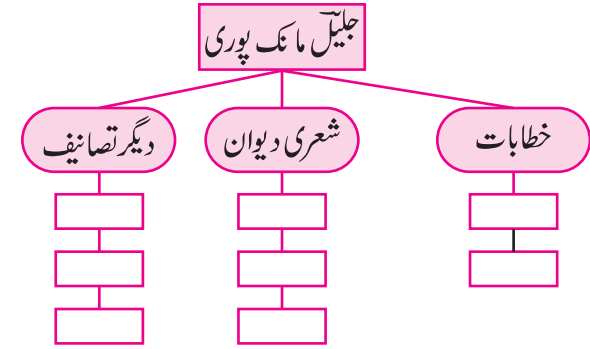 جلیلؔ مانک پوری
خطابات
شعری دیوان
دیگر تصانیف